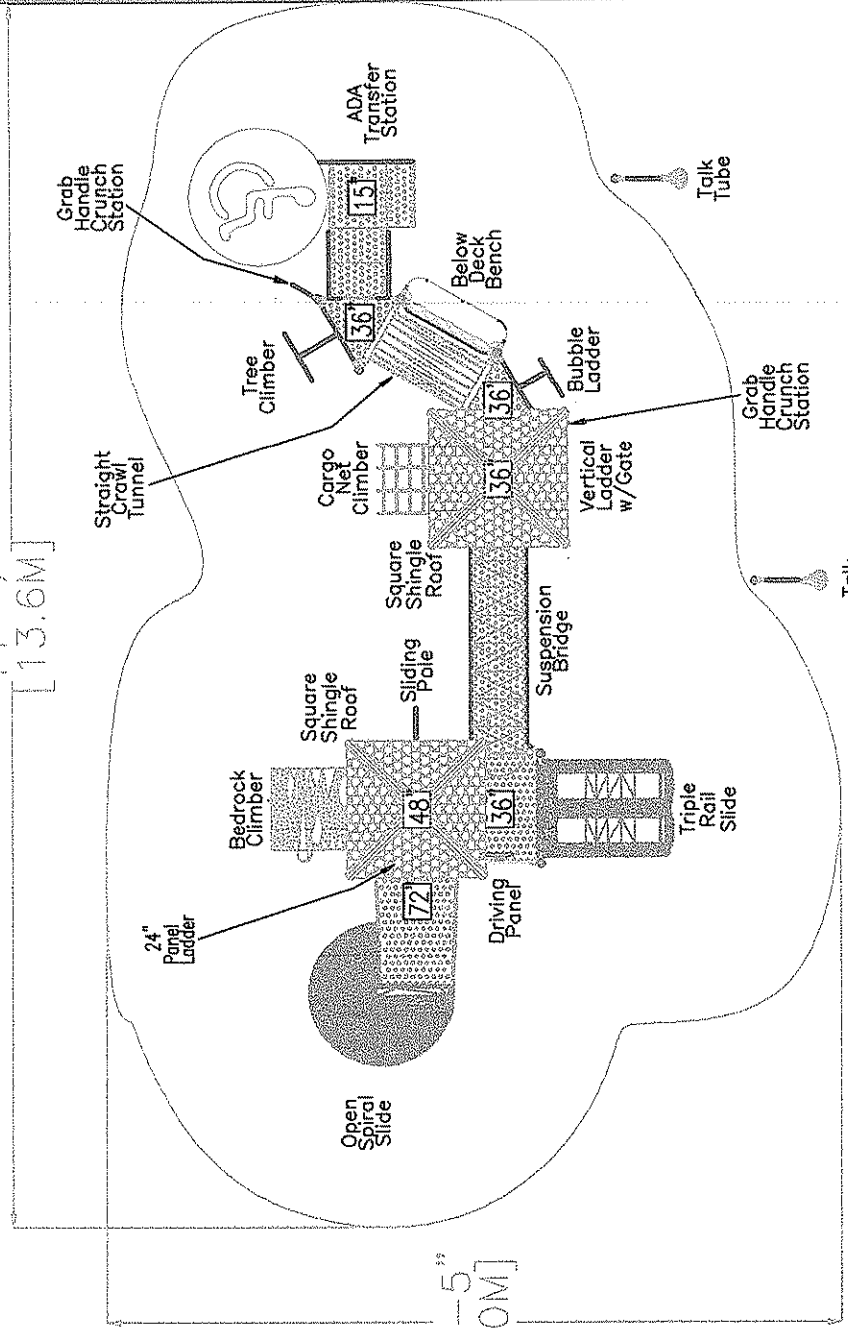 [13.6M]
Grab
Handle
Crunch
Station
ADA
Transfer
Station
15"
Tree
Climber
36"
Below
Deck
Bench
Talk
Tube
Straight
Crawl
Tunnel
Cargo
Net
Climber
36"
36"
Bubble
Ladder
Grab
Handle
Crunch
Station
Vertical
Ladder
w/Gate
Square
Shingle
Roof
Suspension
Bridge
Talk
Square
Shingle
Roof
Sliding
Pole
Bedrock
Climber
48"
36"
Triple
Rail
Slide
24"
Panel
Ladder
72"
Driving
Panel
Open
Spiral
Slide
-5"
0M]